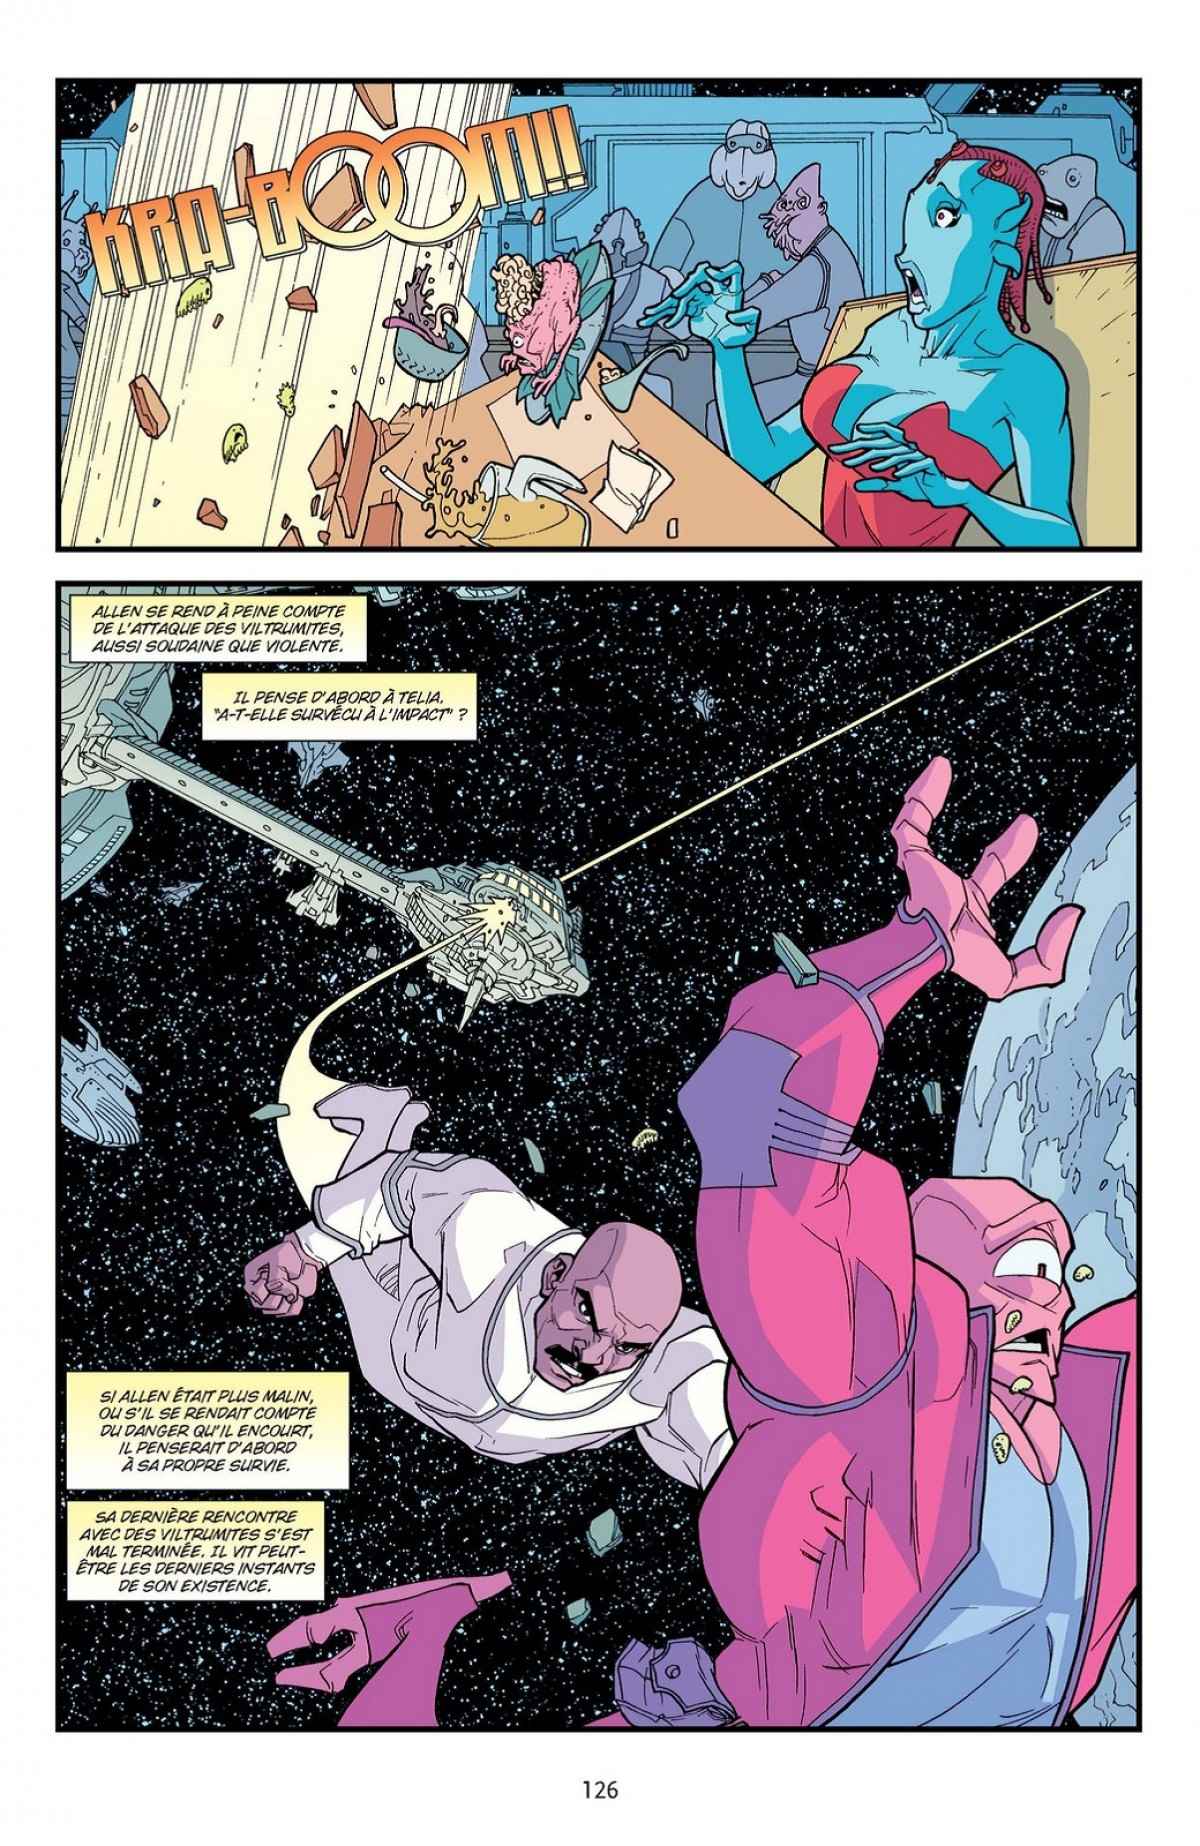 KRA-BOOOM!!
ALLEN SE REND À PEINE COMPTE
DE L'ATTAQUE DES VILTRUMITES,
AUSSI SOUDAINE QUE VIOLENTE.
IL PENSE D'ABORD À TELIA.
"A-T-ELLE SURVÉCU À L'IMPACT" ?
SI ALLEN ÉTAIT PLUS MALIN,
OU S'IL SE RENDAIT COMPTE
DU DANGER QU'IL ENCOURT,
IL PENSERAIT D'ABORD
À SA PROPRE SURVIE.
SA DERNIÈRE RENCONTRE
AVEC DES VILTRUMITES S'EST
MAL TERMINÉE. IL VIT PEUT-
ÊTRE LES DERNIERS INSTANTS
DE SON EXISTENCE.
126